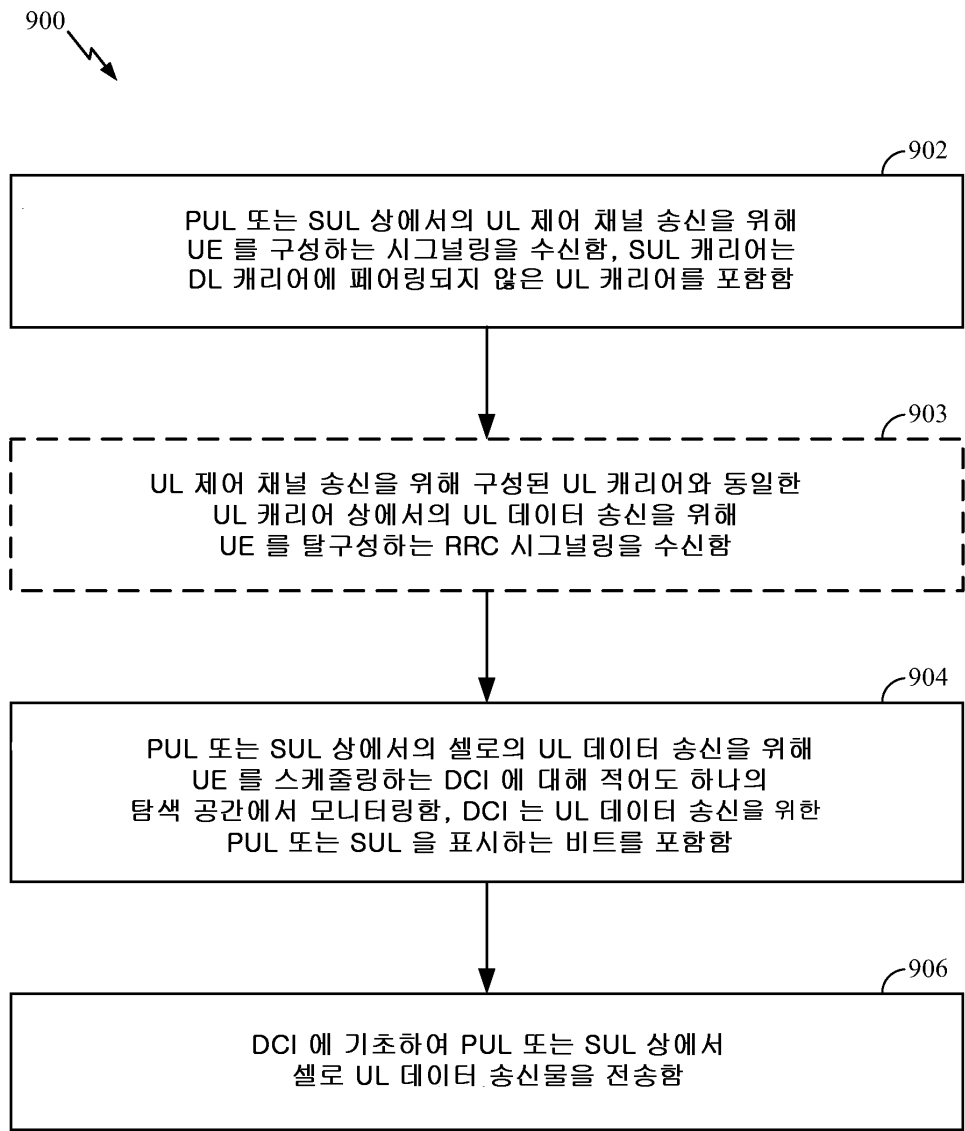 900
902
PUL 또는 SUL 상에서의 UL 제어 채널 송신을 위해
UE 를 구성하는 시그널링을 수신함, SUL 캐리어는
DL 캐리어에 페어링되지 않은 UL 캐리어를 포함함
903
UL 제어 채널 송신을 위해 구성된 UL 캐리어와 동일한
UL 캐리어 상에서의 UL 데이터 송신을 위해
UE 를 탈구성하는 RRC 시그널링을 수신함
904
PUL 또는 SUL 상에서의 셀로의 UL 데이터 송신을 위해
UE 를 스케줄링하는 DCI 에 대해 적어도 하나의
탐색 공간에서 모니터링함, DCI 는 UL 데이터 송신을 위한
PUL 또는 SUL 을 표시하는 비트를 포함함
906
DCI 에 기초하여 PUL 또는 SUL 상에서
셀로 UL 데이터 송신물을 전송함